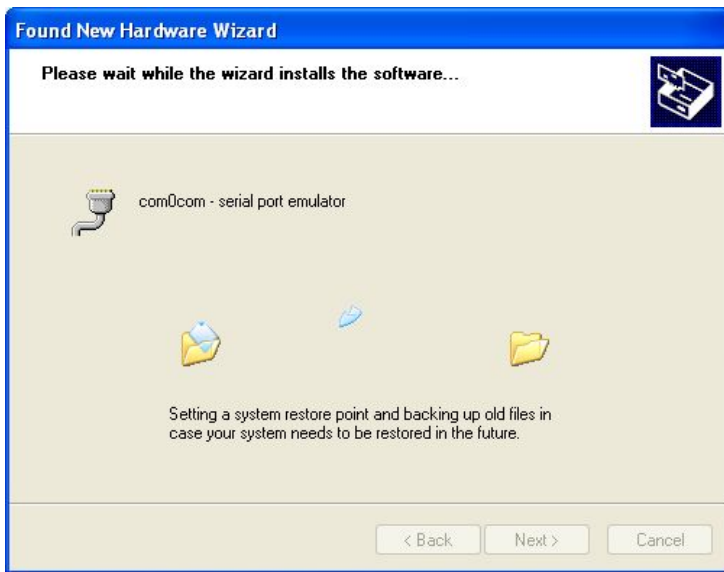 Found New Hardware Wizard
Please wait while the wizard installs the software...
com0com - serial port emulator
Setting a system restore point and backing up old files in
case your system needs to be restored in the future.
< Back
Next >
Cancel